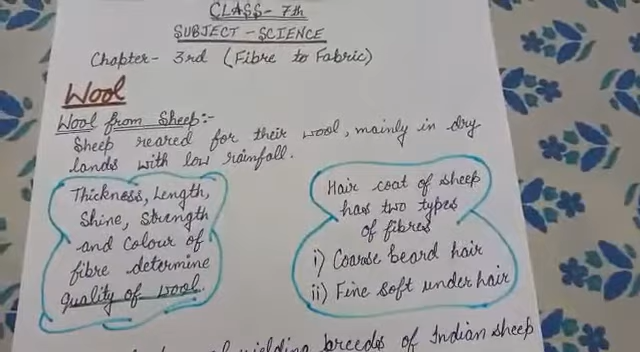 CLASS - 7th
SUBJECT - SCIENCE
Chapter - 3rd (Fibre to Fabric)
Wool
Wool from Sheep:-
Sheep reared for their wool, mainly in dry
lands with low rainfall.
Thickness, Length,
Shine, Strength
and Colour of
fibre determine
quality of wool.
Hair coat of sheep
has two types
of fibres
i) Coarse beard hair
ii) Fine soft under hair
yielding breeds of Indian sheep